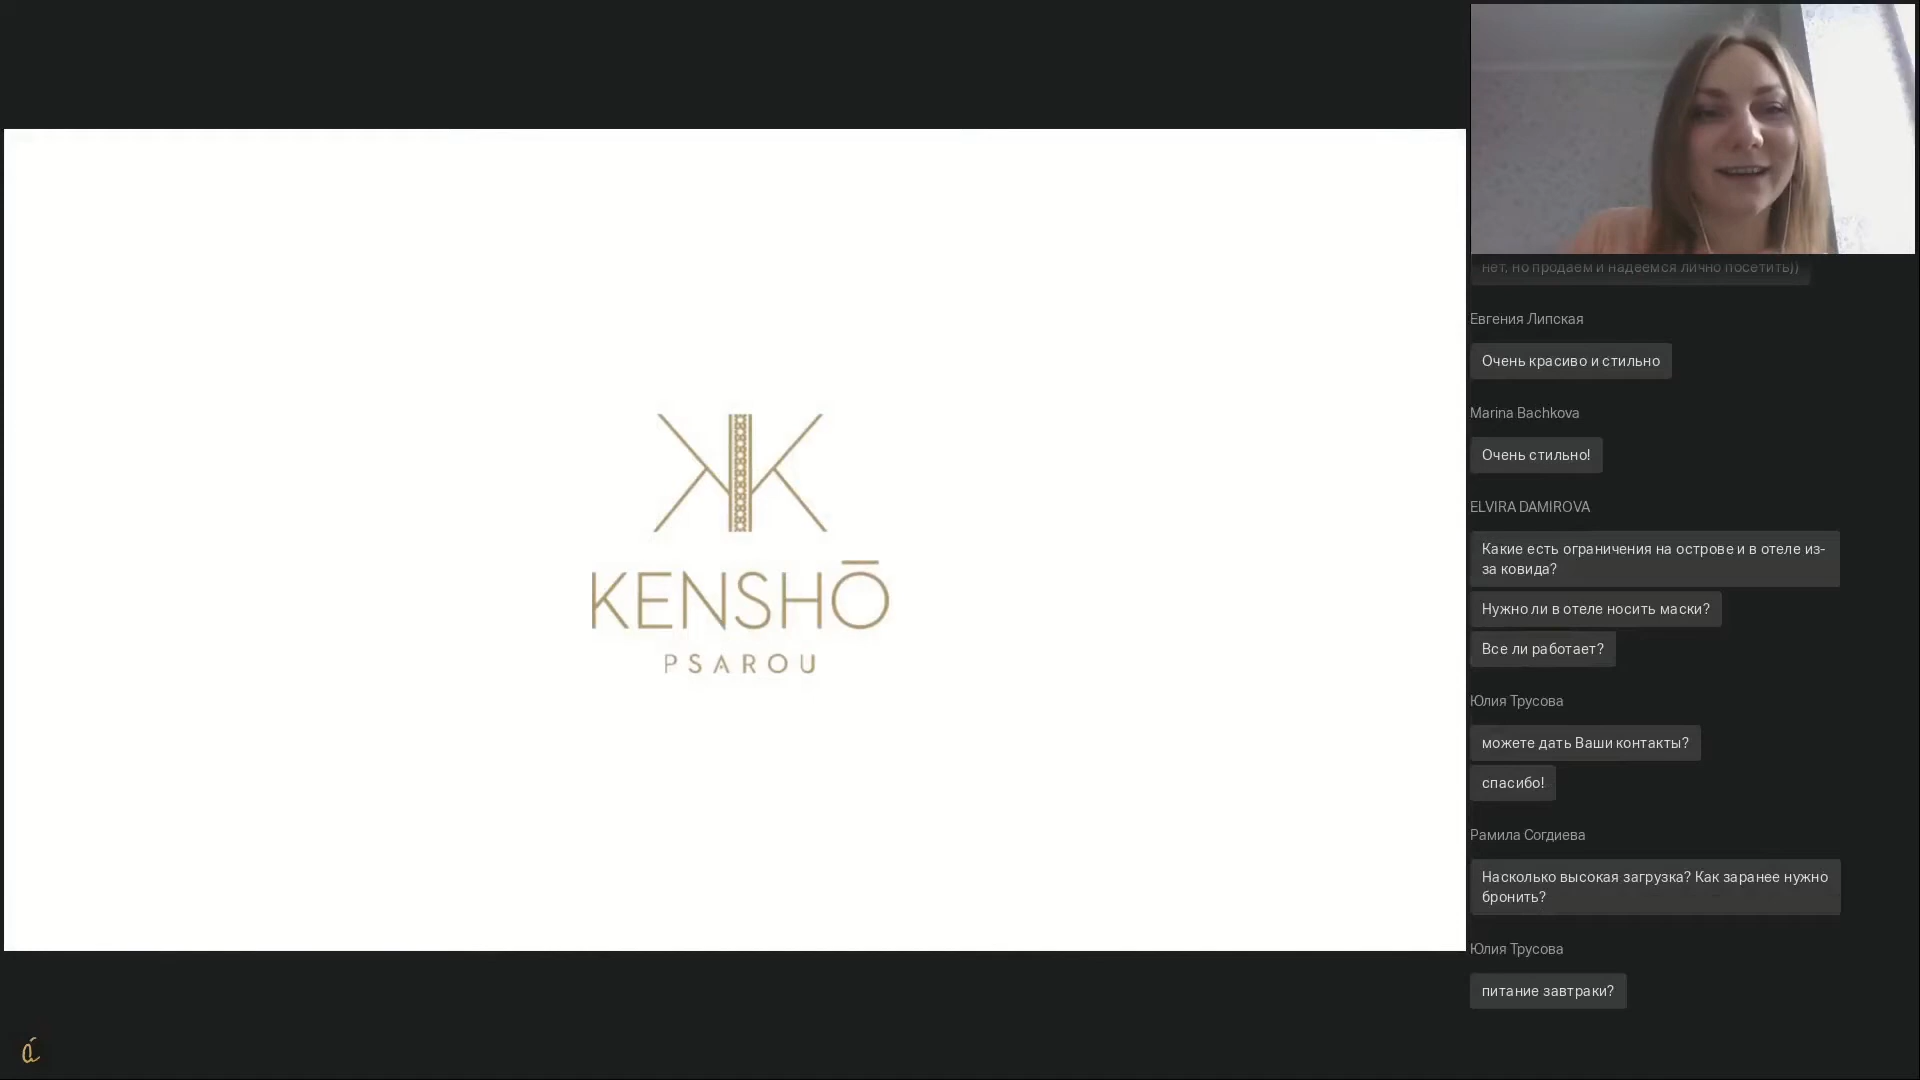 KENSHŌ
PSAROU
нет, но продаем и надеемся лично посетить))
Евгения Липская
Очень красиво и стильно
Marina Bachkova
Очень стильно!
ELVIRA DAMIROVA
Какие есть ограничения на острове и в отеле из-
за ковида?
Нужно ли в отеле носить маски?
Все ли работает?
Юлия Трусова
можете дать Ваши контакты?
спасибо!
Рамила Согдиева
Насколько высокая загрузка? Как заранее нужно
бронить?
Юлия Трусова
питание завтраки?
á